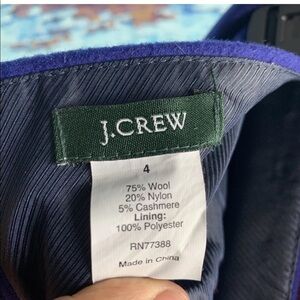 J.CREW
4
75% Wool
20% Nylon
5% Cashmere
Lining:
100% Polyester
RN77388
Made in China